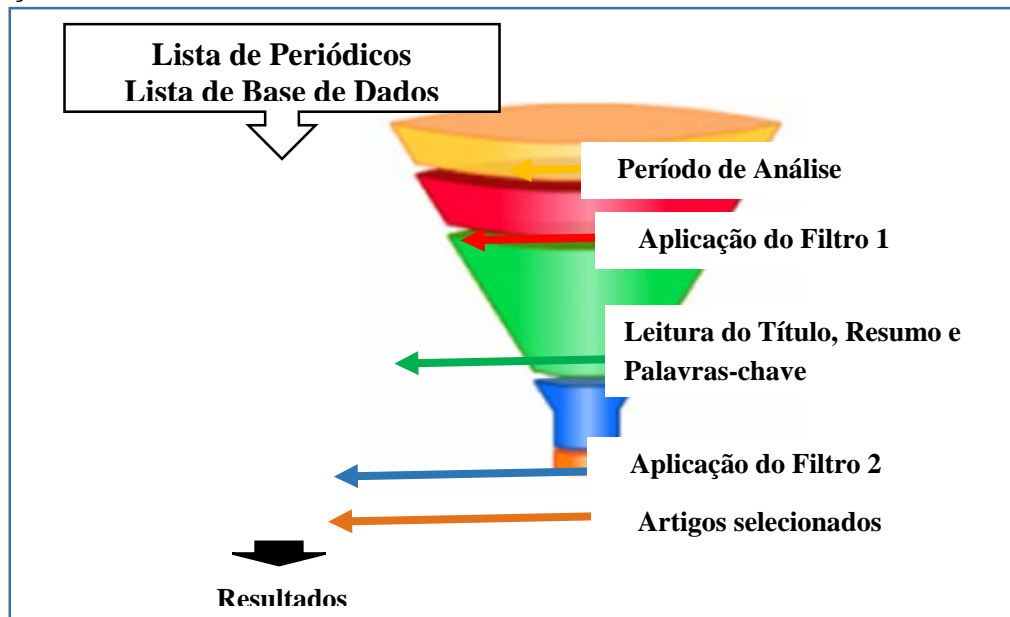 Lista de Periódicos
Lista de Base de Dados
Período de Análise
Aplicação do Filtro 1
Leitura do Título, Resumo e
Palavras-chave
Aplicação do Filtro 2
Artigos selecionados
Resultados